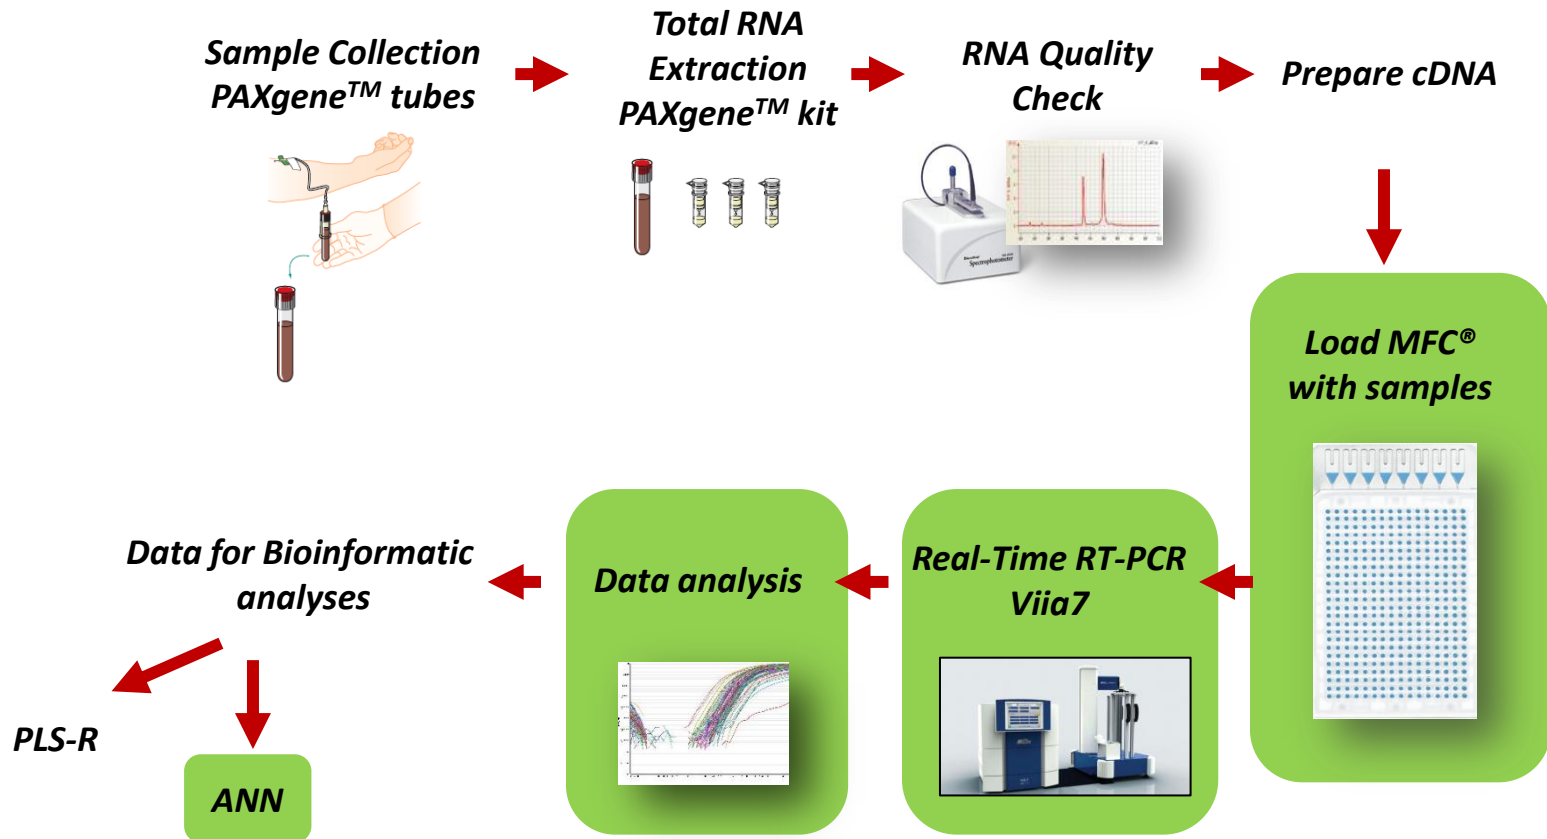 Sample Collection
PAXgene™ tubes
Total RNA
Extraction
PAXgene™ kit
RNA Quality
Check
Prepare cDNA
Spectrophotometer
Load MFC®
with samples
Real-Time RT-PCR
Viia7
Data analysis
Data for Bioinformatic
analyses
PLS-R
ANN